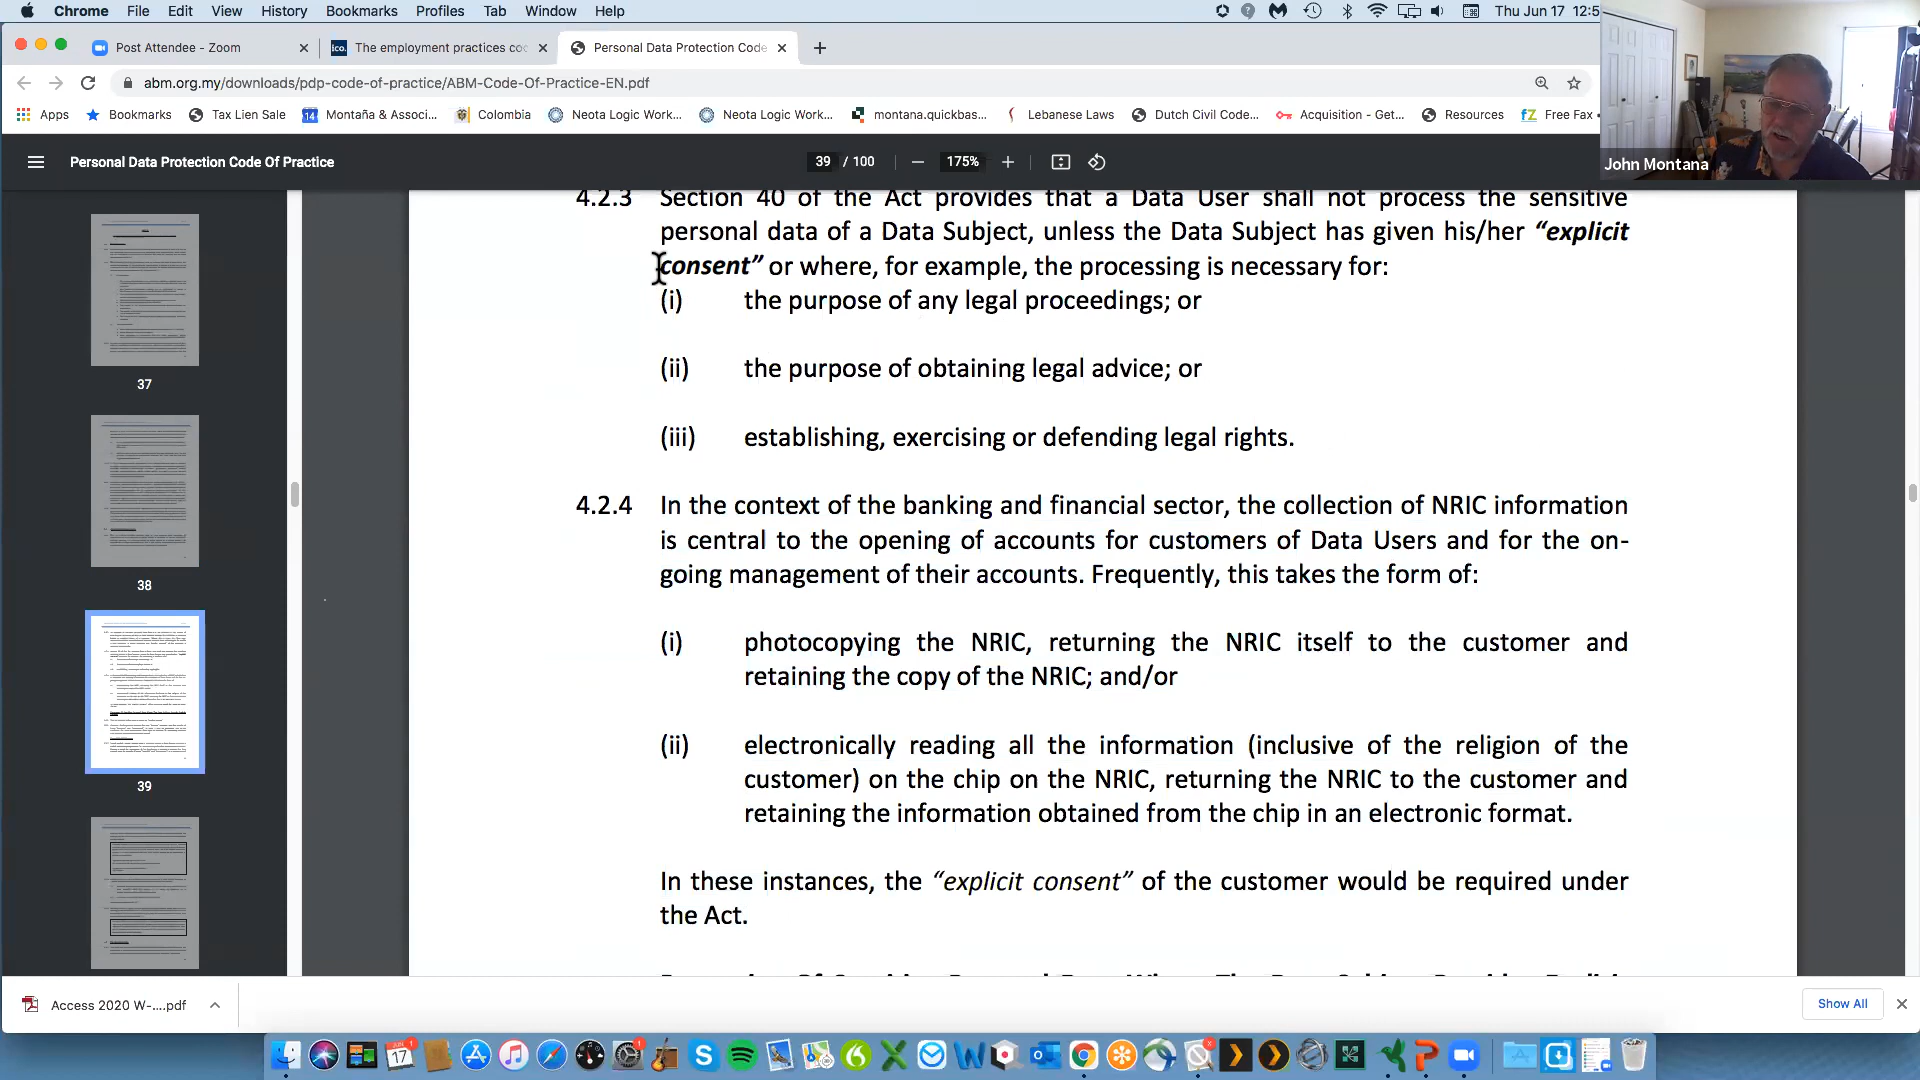 Chrome File Edit View History Bookmarks Profiles Tab Window Help Thu Jun 17 12:5
Post Attendee - Zoom
ico. The employment practices co
Personal Data Protection Code
abm.org.my/downloads/pdp-code-of-practice/ABM-Code-Of-Practice-EN.pdf
Apps Bookmarks Tax Lien Sale Montaña & Associ... Colombia Neota Logic Work... Neota Logic Work... montana.quickbas... Lebanese Laws Dutch Civil Code... Acquisition - Get... Resources Free Fax
John Montana
Personal Data Protection Code Of Practice 39 / 100 175%
37
38
39
4.2.3 Section 40 of the Act provides that a Data User shall not process the sensitive
personal data of a Data Subject, unless the Data Subject has given his/her “explicit
consent” or where, for example, the processing is necessary for:
(i) the purpose of any legal proceedings; or
(ii) the purpose of obtaining legal advice; or
(iii) establishing, exercising or defending legal rights.
4.2.4 In the context of the banking and financial sector, the collection of NRIC information
is central to the opening of accounts for customers of Data Users and for the on-
going management of their accounts. Frequently, this takes the form of:
(i) photocopying the NRIC, returning the NRIC itself to the customer and
retaining the copy of the NRIC; and/or
(ii) electronically reading all the information (inclusive of the religion of the
customer) on the chip on the NRIC, returning the NRIC to the customer and
retaining the information obtained from the chip in an electronic format.
In these instances, the “explicit consent” of the customer would be required under
the Act.
Access 2020 W-....pdf
Show All
JUN
17